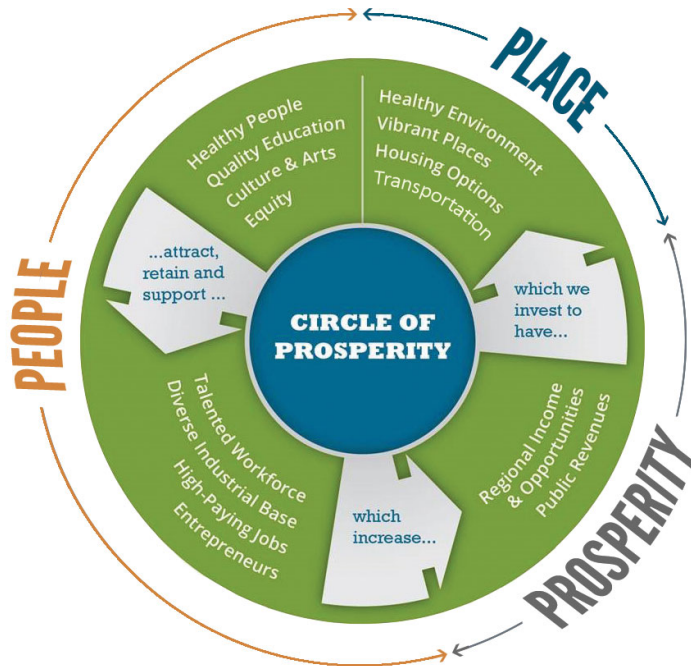 PEOPLE
PLACE
PROSPERITY
Healthy People
Quality Education
Culture & Arts
Equity
Healthy Environment
Vibrant Places
Housing Options
Transportation
...attract,
retain and
support ...
which we
invest to
have...
CIRCLE OF
PROSPERITY
Talented Workforce
Diverse Industrial Base
High-Paying Jobs
Entrepreneurs
which
increase...
Regional Income
& Opportunities
Public Revenues